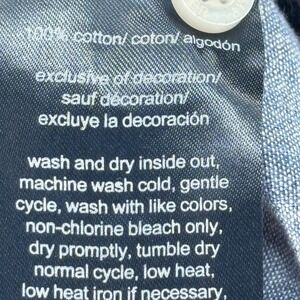 100% cotton/ coton/ algodón
exclusive of decoration/
sauf décoration/
excluye la decoración
wash and dry inside out,
machine wash cold, gentle
cycle, wash with like colors,
non-chlorine bleach only,
dry promptly, tumble dry
normal cycle, low heat,
low heat iron if necessary,